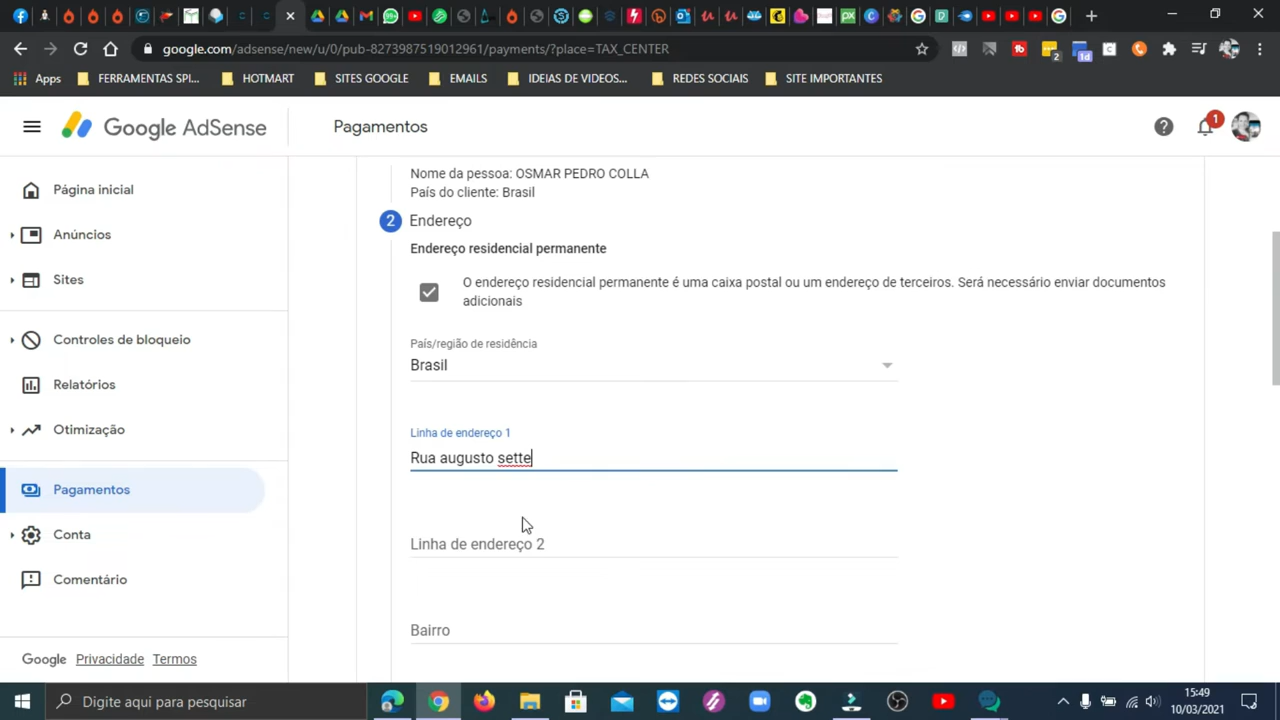 google.com/adsense/new/u/0/pub-8273987519012961/payments/?place=TAX_CENTER
Apps
FERRAMENTAS SPI...
HOTMART
SITES GOOGLE
EMAILS
IDEIAS DE VIDEOS...
REDES SOCIAIS
SITE IMPORTANTES
Google AdSense
Pagamentos
1
Página inicial
Anúncios
Sites
Controles de bloqueio
Relatórios
Otimização
Pagamentos
Conta
Comentário
Google Privacidade Termos
Nome da pessoa: OSMAR PEDRO COLLA
País do cliente: Brasil
2 Endereço
Endereço residencial permanente
O endereço residencial permanente é uma caixa postal ou um endereço de terceiros. Será necessário enviar documentos
adicionais
País/região de residência
Brasil
Linha de endereço 1
Rua augusto sette
Linha de endereço 2
Bairro
Digite aqui para pesquisar
15:49
10/03/2021